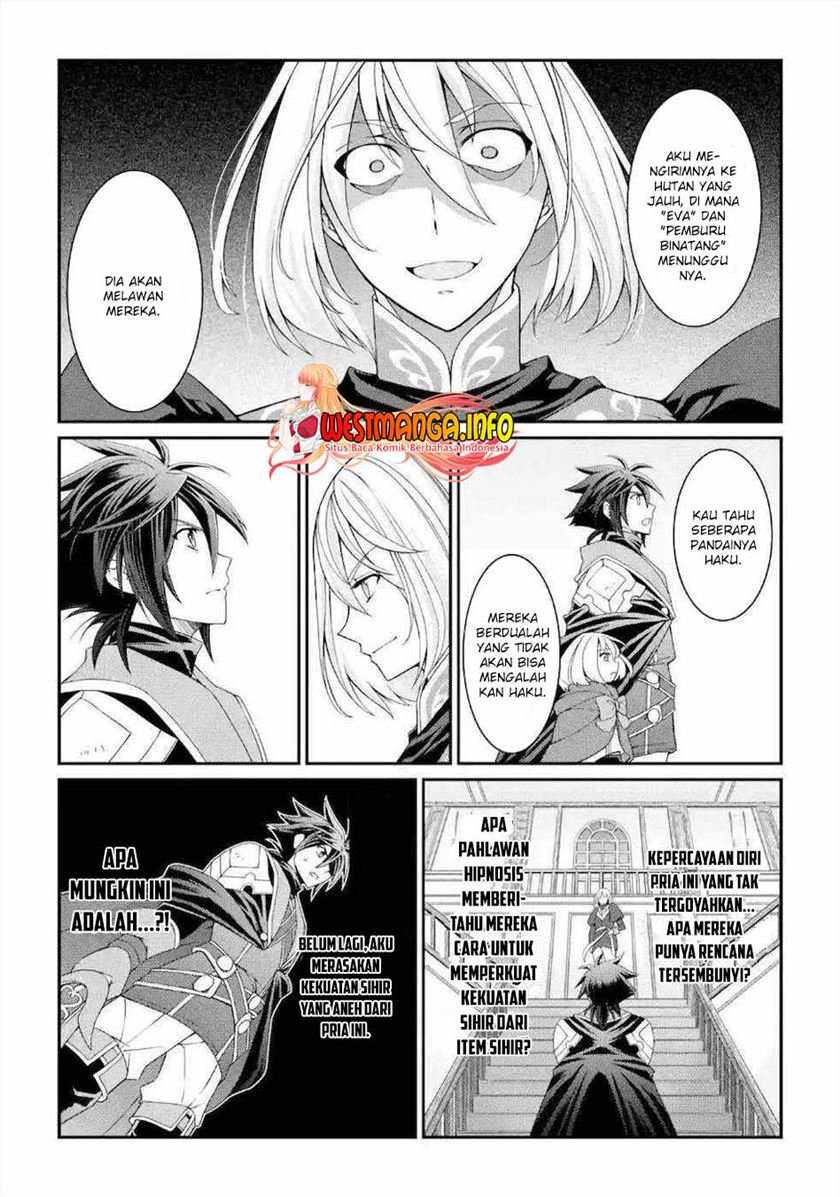 AKU ME-
NGIRIMNYA KE
HUTAN YANG
JAUH, DI MANA
"EVA" DAN
"PEMBURU
BINATANG"
MENUNGGU
NYA.
DIA AKAN
MELAWAN
MEREKA.
WESTMANGA.INFO
Situs Baca Komik Berbahasa Indonesia
KAU TAHU
SEBERAPA
PANDAINYA
HAKU.
MEREKA
BERDUALAH
YANG TIDAK
AKAN BISA
MENGALAH
KAN HAKU.
KEPERCAYAAN DIRI
PRIA INI YANG TAK
TERGOYAHKAN...
APA MEREKA
PUNYA RENCANA
TERSEMBUNYI?
APA
PAHLAWAN
HIPNOSIS
MEMBERI-
TAHU MEREKA
CARA UNTUK
MEMPERKUAT
KEKUATAN
SIHIR DARI
ITEM SIHIR?
BELUM LAGI, AKU
MERASAKAN
KEKUATAN SIHIR
YANG ANEH DARI
PRIA INI.
APA
MUNGKIN INI
ADALAH...?!